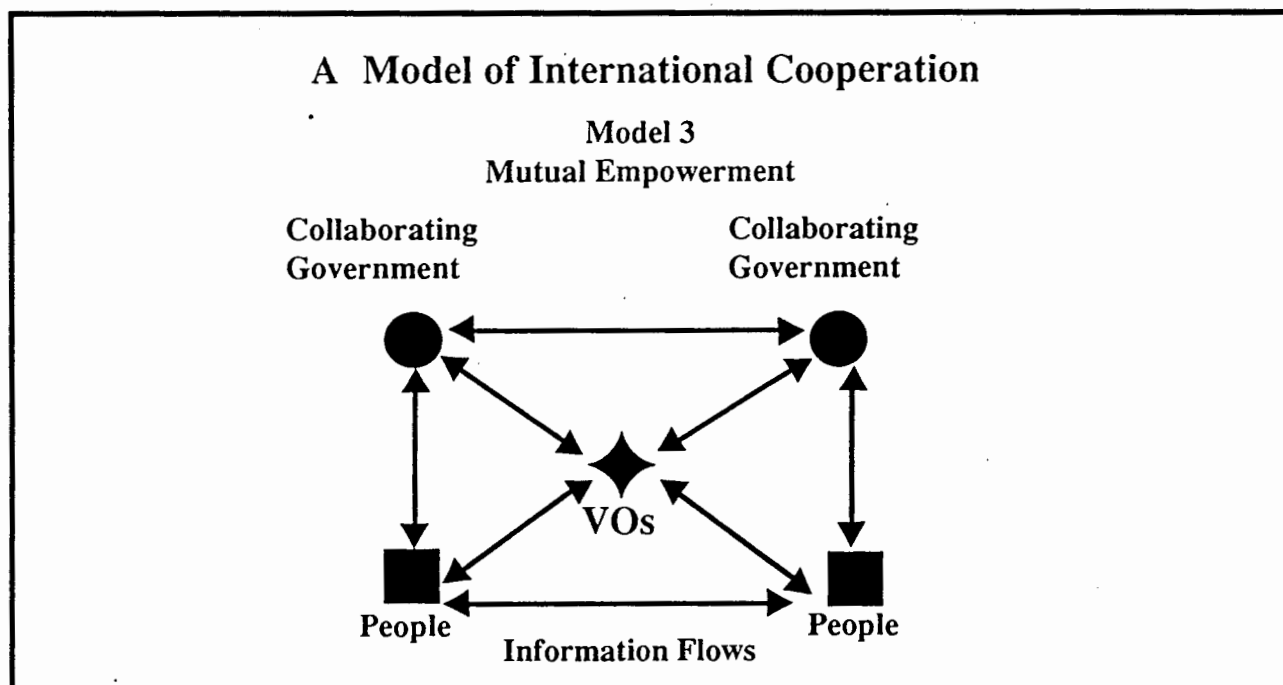 A Model of International Cooperation
Model 3
Mutual Empowerment
Collaborating
Government
Collaborating
Government
VOs
People
People
Information Flows